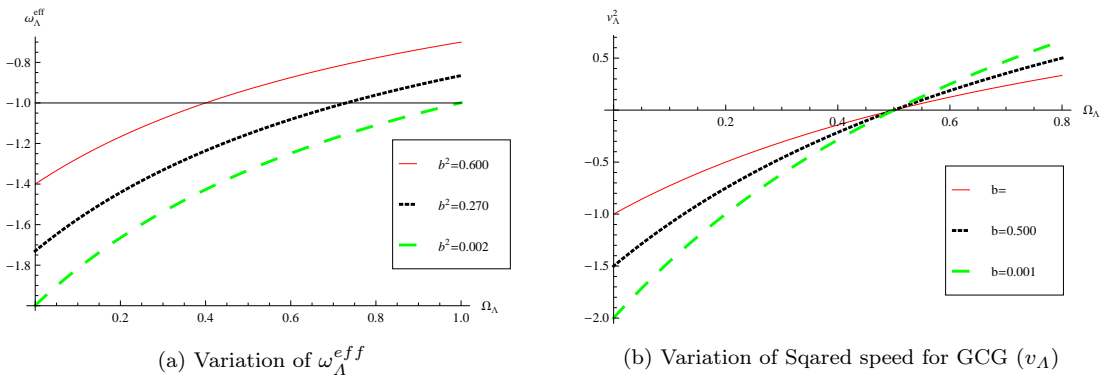 ω_Λ^eff
-0.8
-1.0
-1.2
-1.4
-1.6
-1.8
0.2 0.4 0.6 0.8 1.0 Ω_Λ
b²=0.600
b²=0.270
b²=0.002
(a) Variation of ω_Λ^eff
v_Λ^2
0.5
-0.5
-1.0
-1.5
-2.0
0.2 0.4 0.6 0.8 Ω_Λ
b=
b=0.500
b=0.001
(b) Variation of Sqared speed for GCG (v_Λ)